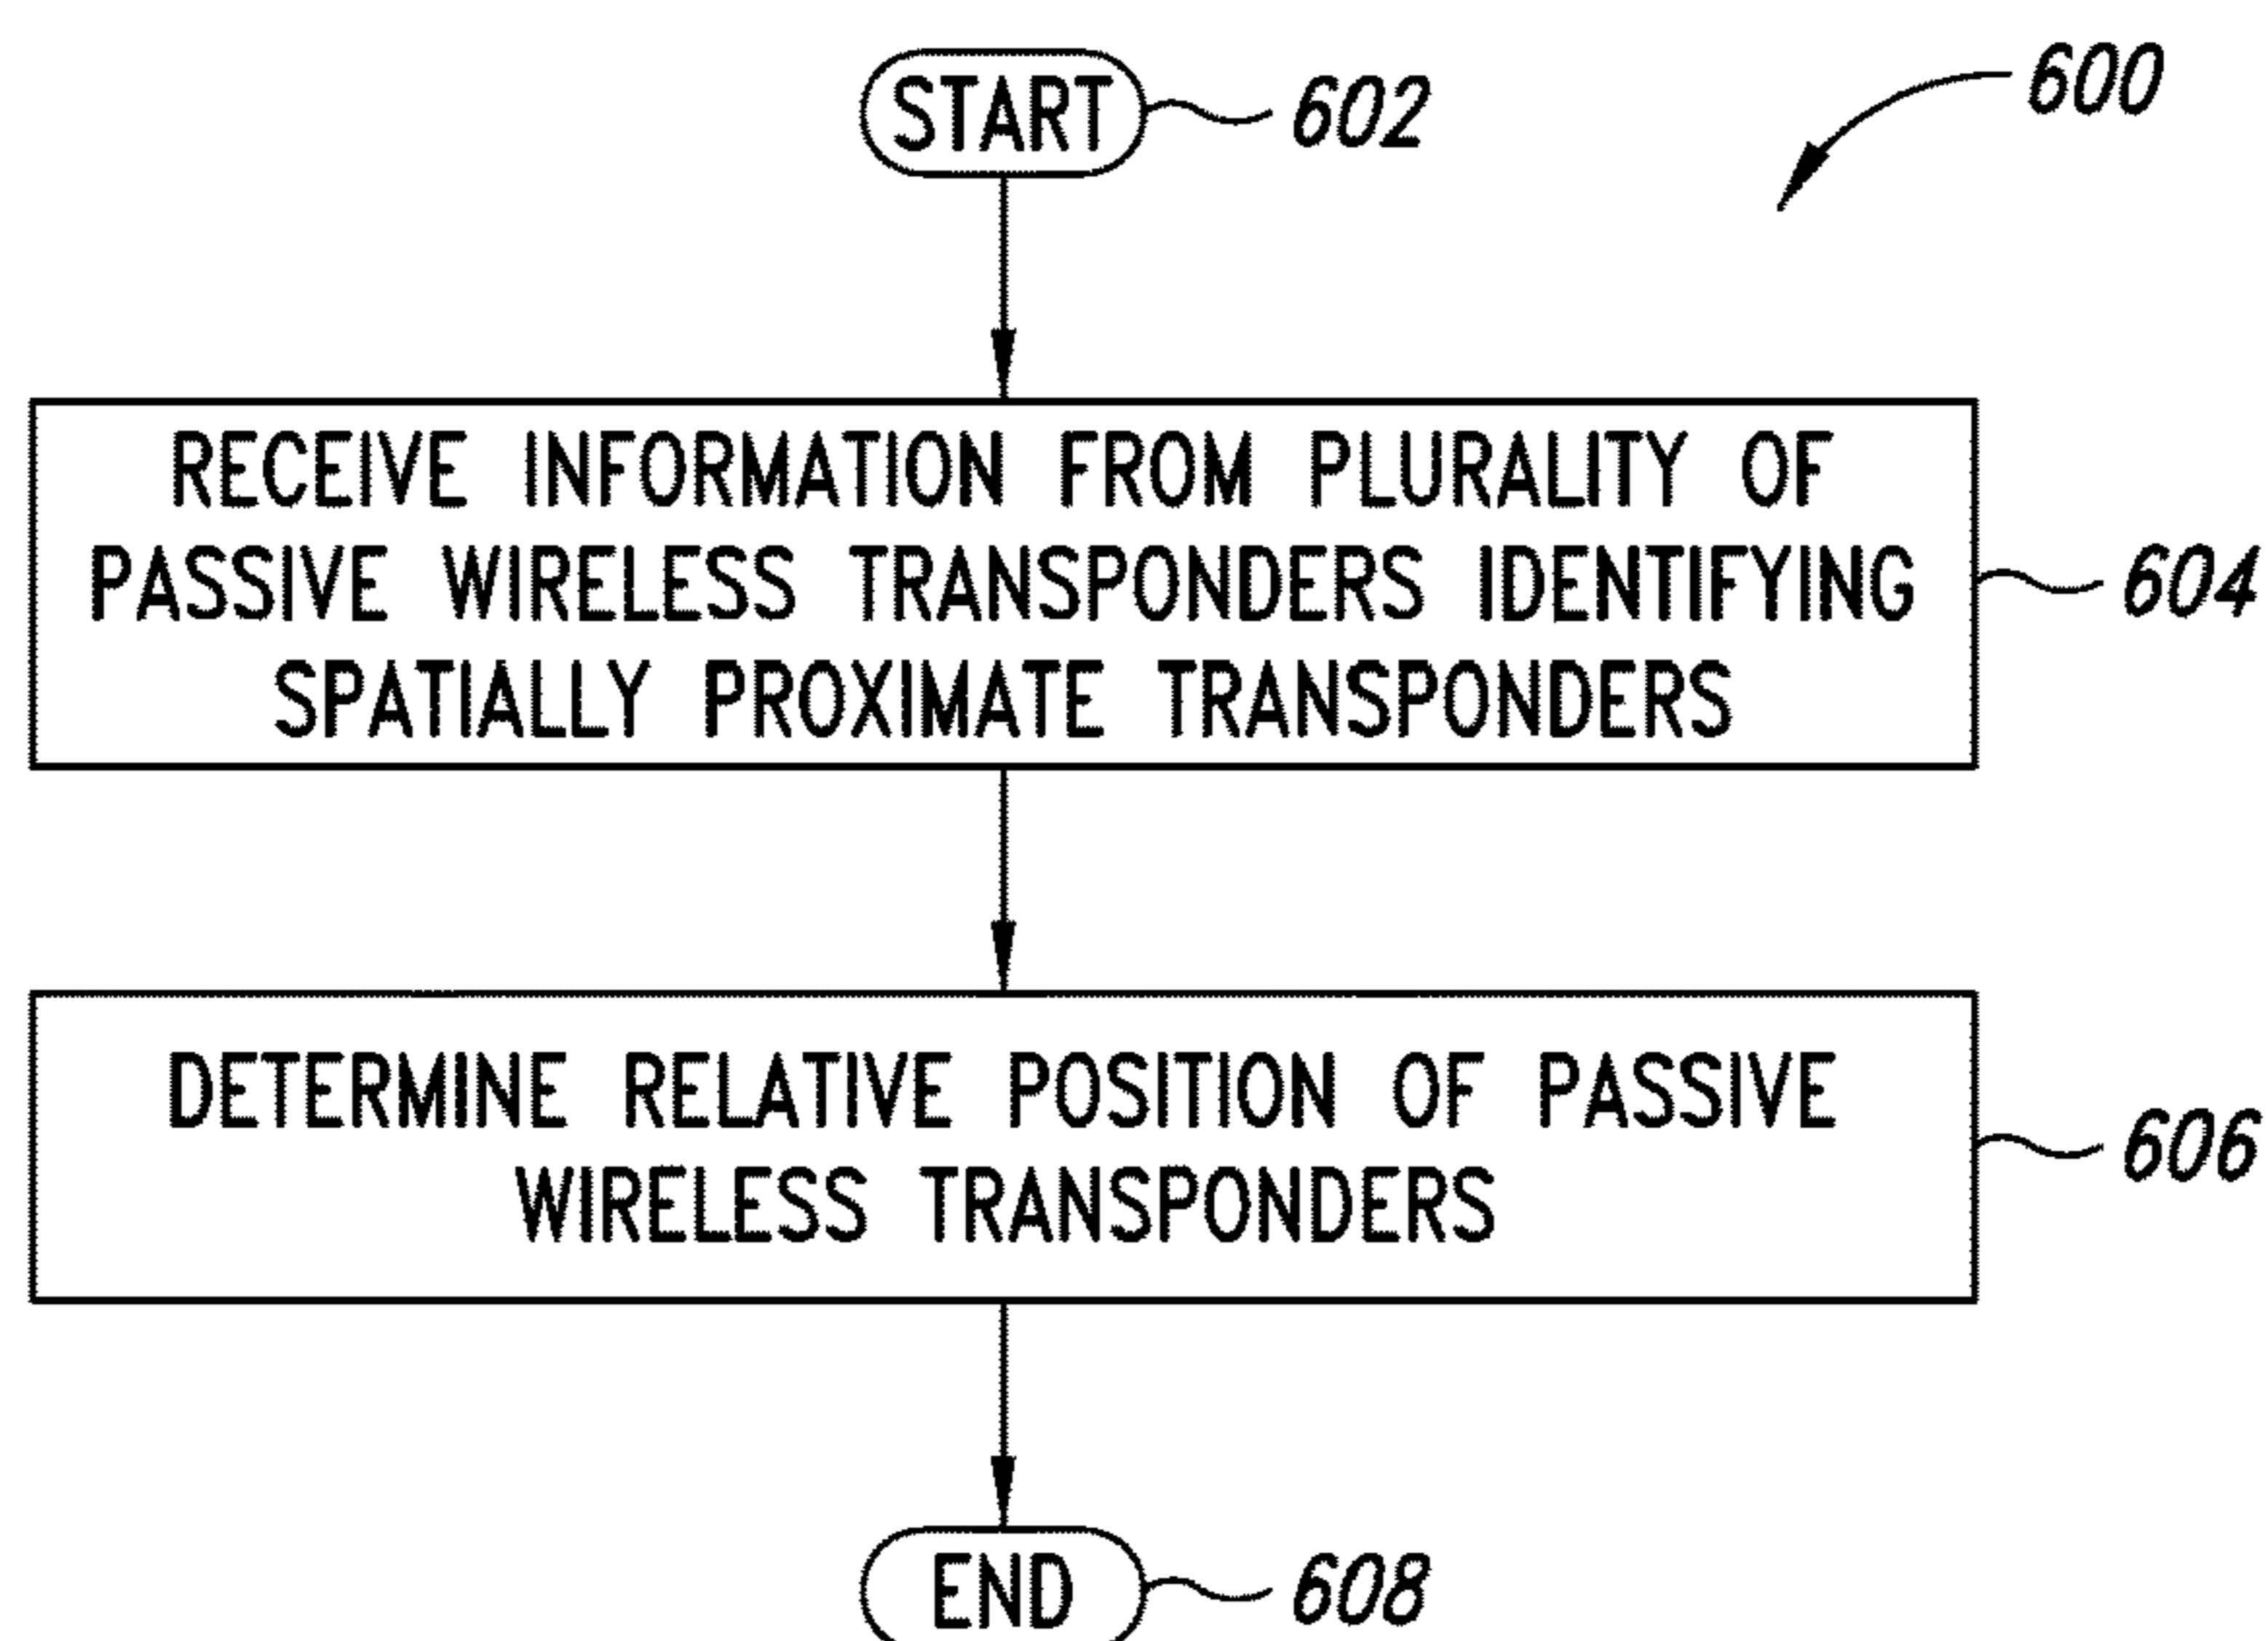 START
602
600
RECEIVE INFORMATION FROM PLURALITY OF
PASSIVE WIRELESS TRANSPONDERS IDENTIFYING
SPATIALLY PROXIMATE TRANSPONDERS
604
DETERMINE RELATIVE POSITION OF PASSIVE
WIRELESS TRANSPONDERS
606
END
608